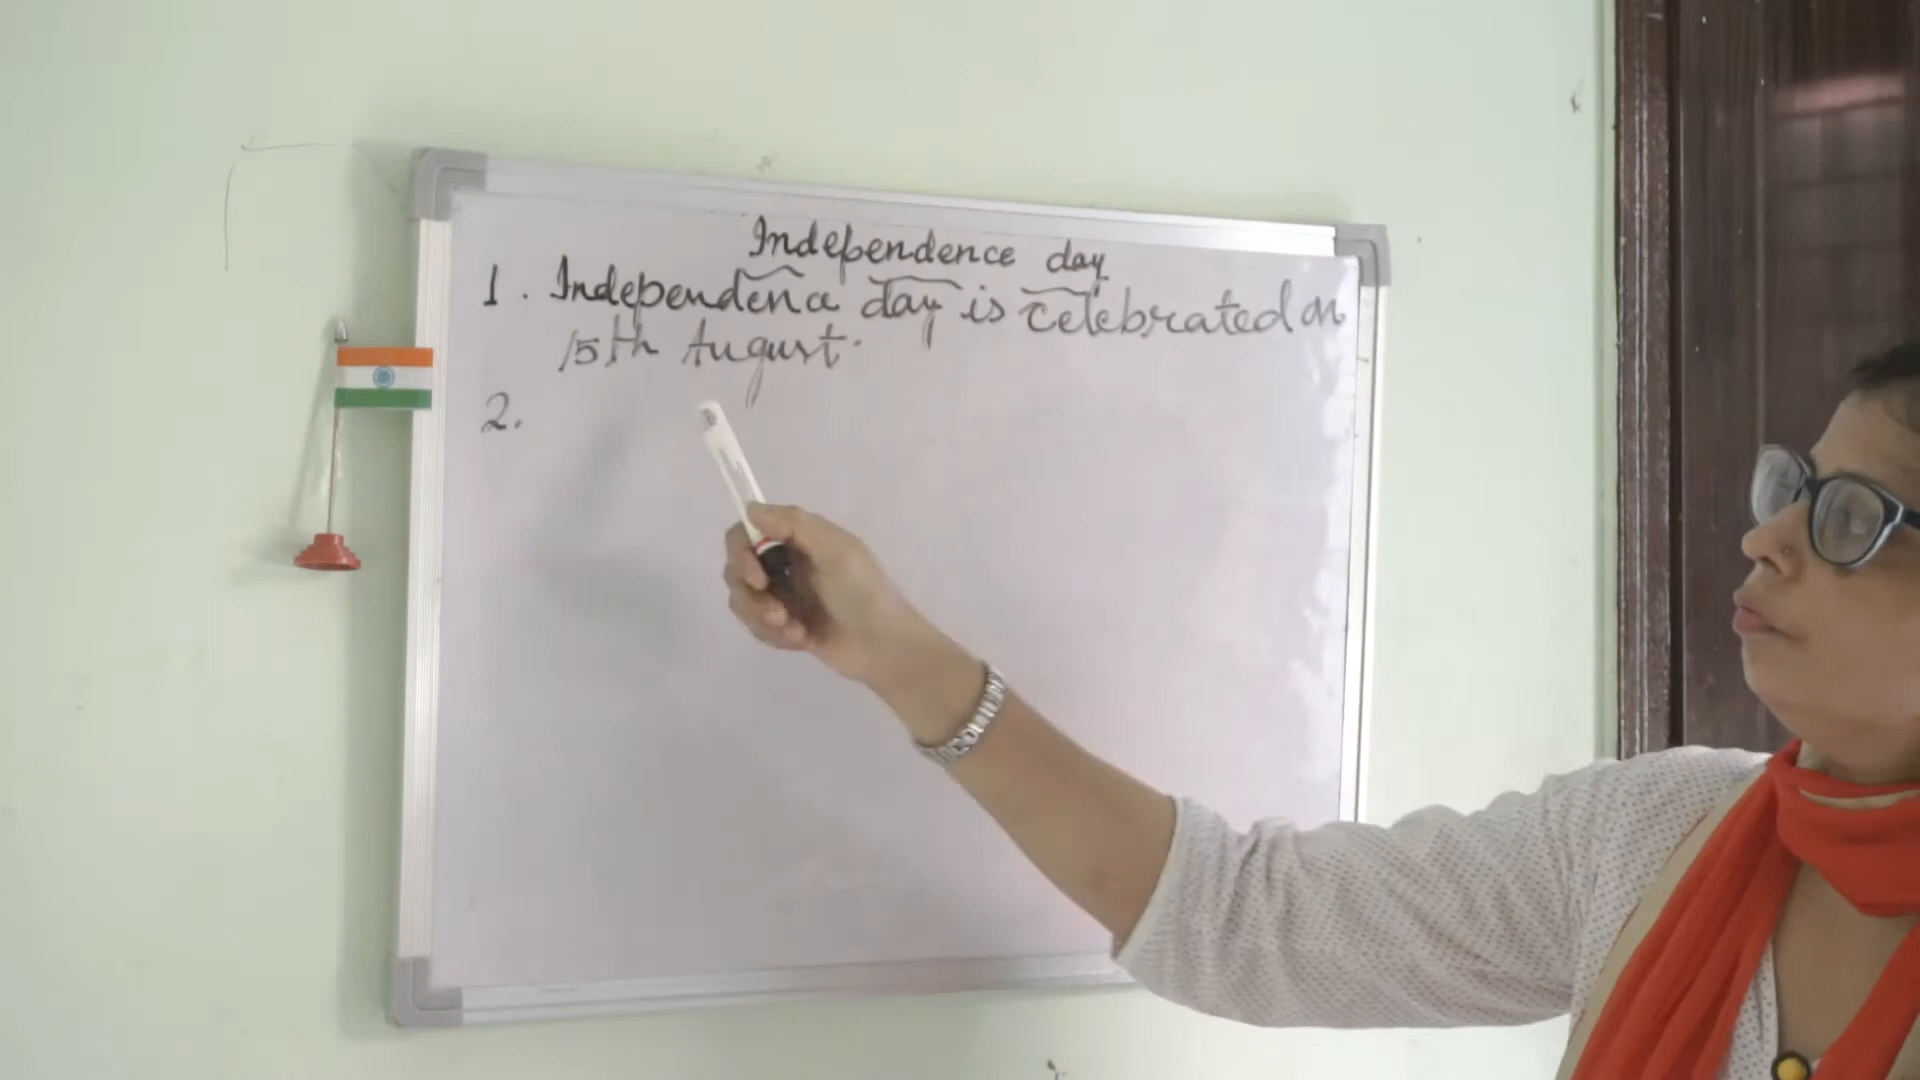 Independence day
1. Independence day is celebrated on
15th August.
2.